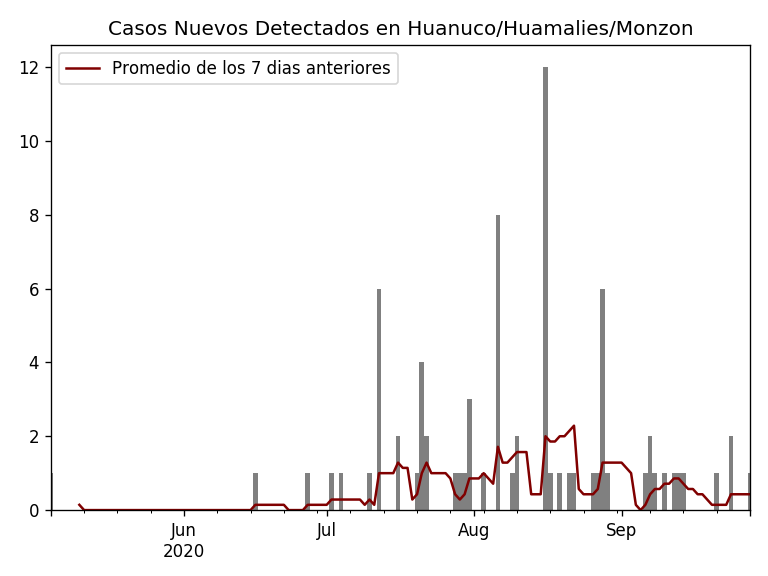 Casos Nuevos Detectados en Huanuco/Huamalies/Monzon
Promedio de los 7 dias anteriores
12
10
8
6
4
2
0
Jun Jul Aug Sep
2020